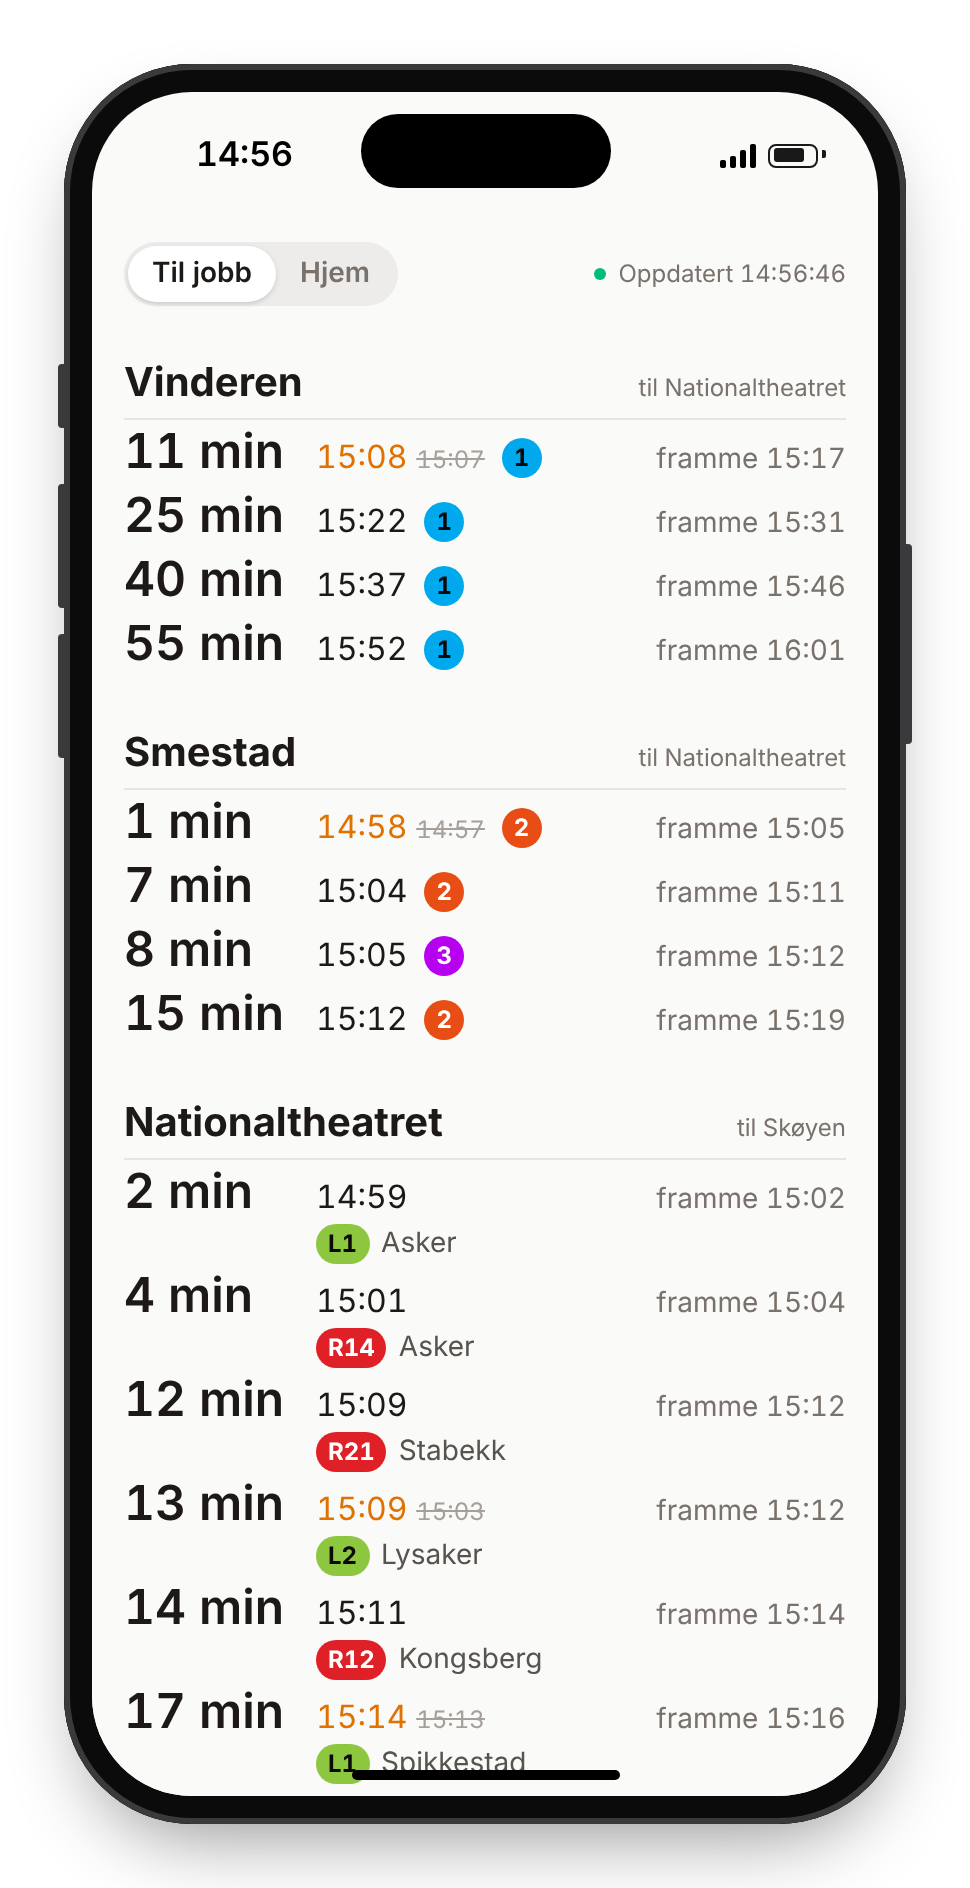 14:56
Til jobb Hjem Oppdatert 14:56:46
Vinderen til Nationaltheatret
11 min 15:08 15:07 1 framme 15:17
25 min 15:22 1 framme 15:31
40 min 15:37 1 framme 15:46
55 min 15:52 1 framme 16:01
Smestad til Nationaltheatret
1 min 14:58 14:57 2 framme 15:05
7 min 15:04 2 framme 15:11
8 min 15:05 3 framme 15:12
15 min 15:12 2 framme 15:19
Nationaltheatret til Skøyen
2 min 14:59 framme 15:02
L1 Asker
4 min 15:01 framme 15:04
R14 Asker
12 min 15:09 framme 15:12
R21 Stabekk
13 min 15:09 15:03 framme 15:12
L2 Lysaker
14 min 15:11 framme 15:14
R12 Kongsberg
17 min 15:14 15:13 framme 15:16
L1 Spikkestad